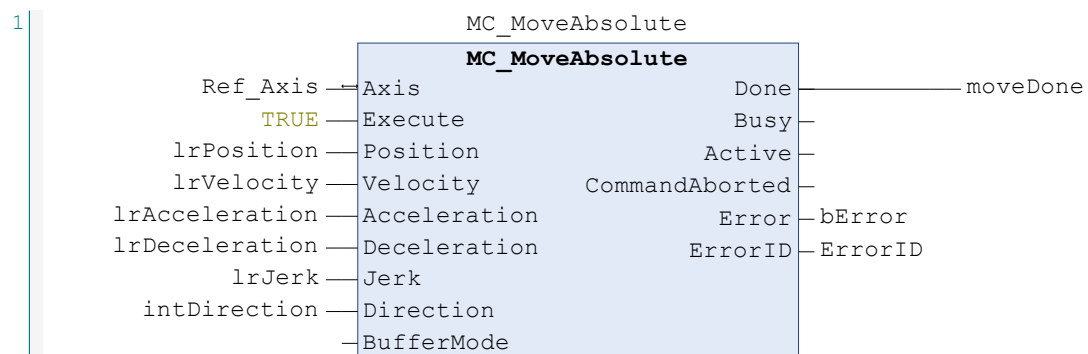 1 MC_MoveAbsolute
MC_MoveAbsolute
Ref_Axis Axis Done moveDone
TRUE Execute Busy
lrPosition Position Active
lrVelocity Velocity CommandAborted
lrAcceleration Acceleration Error bError
lrDeceleration Deceleration ErrorID ErrorID
lrJerk Jerk
intDirection Direction
BufferMode